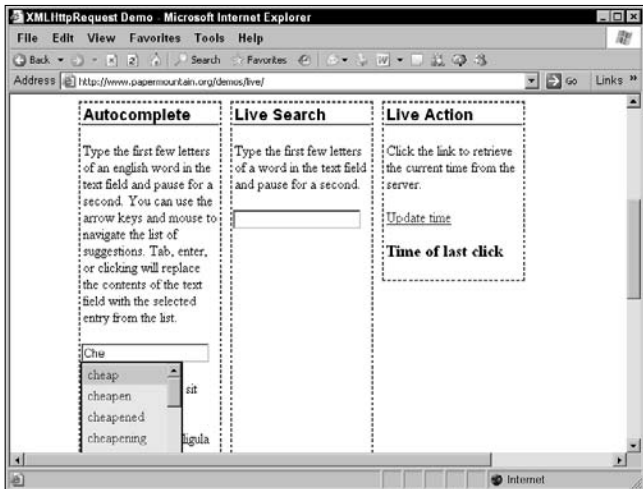 XMLHttpRequest Demo - Microsoft Internet Explorer
File Edit View Favorites Tools Help
Back Search Favorites
Address http://www.papermountain.org/demos/live/ Go Links »
Autocomplete
Type the first few letters
of an english word in the
text field and pause for a
second. You can use the
arrow keys and mouse to
navigate the list of
suggestions. Tab, enter,
or clicking will replace
the contents of the text
field with the selected
entry from the list.
Che
cheap
cheapen
cheapened
cheapening
sit
ligula
Live Search
Type the first few letters
of a word in the text field
and pause for a second.
Live Action
Click the link to retrieve
the current time from the
server.
Update time
Time of last click
Internet